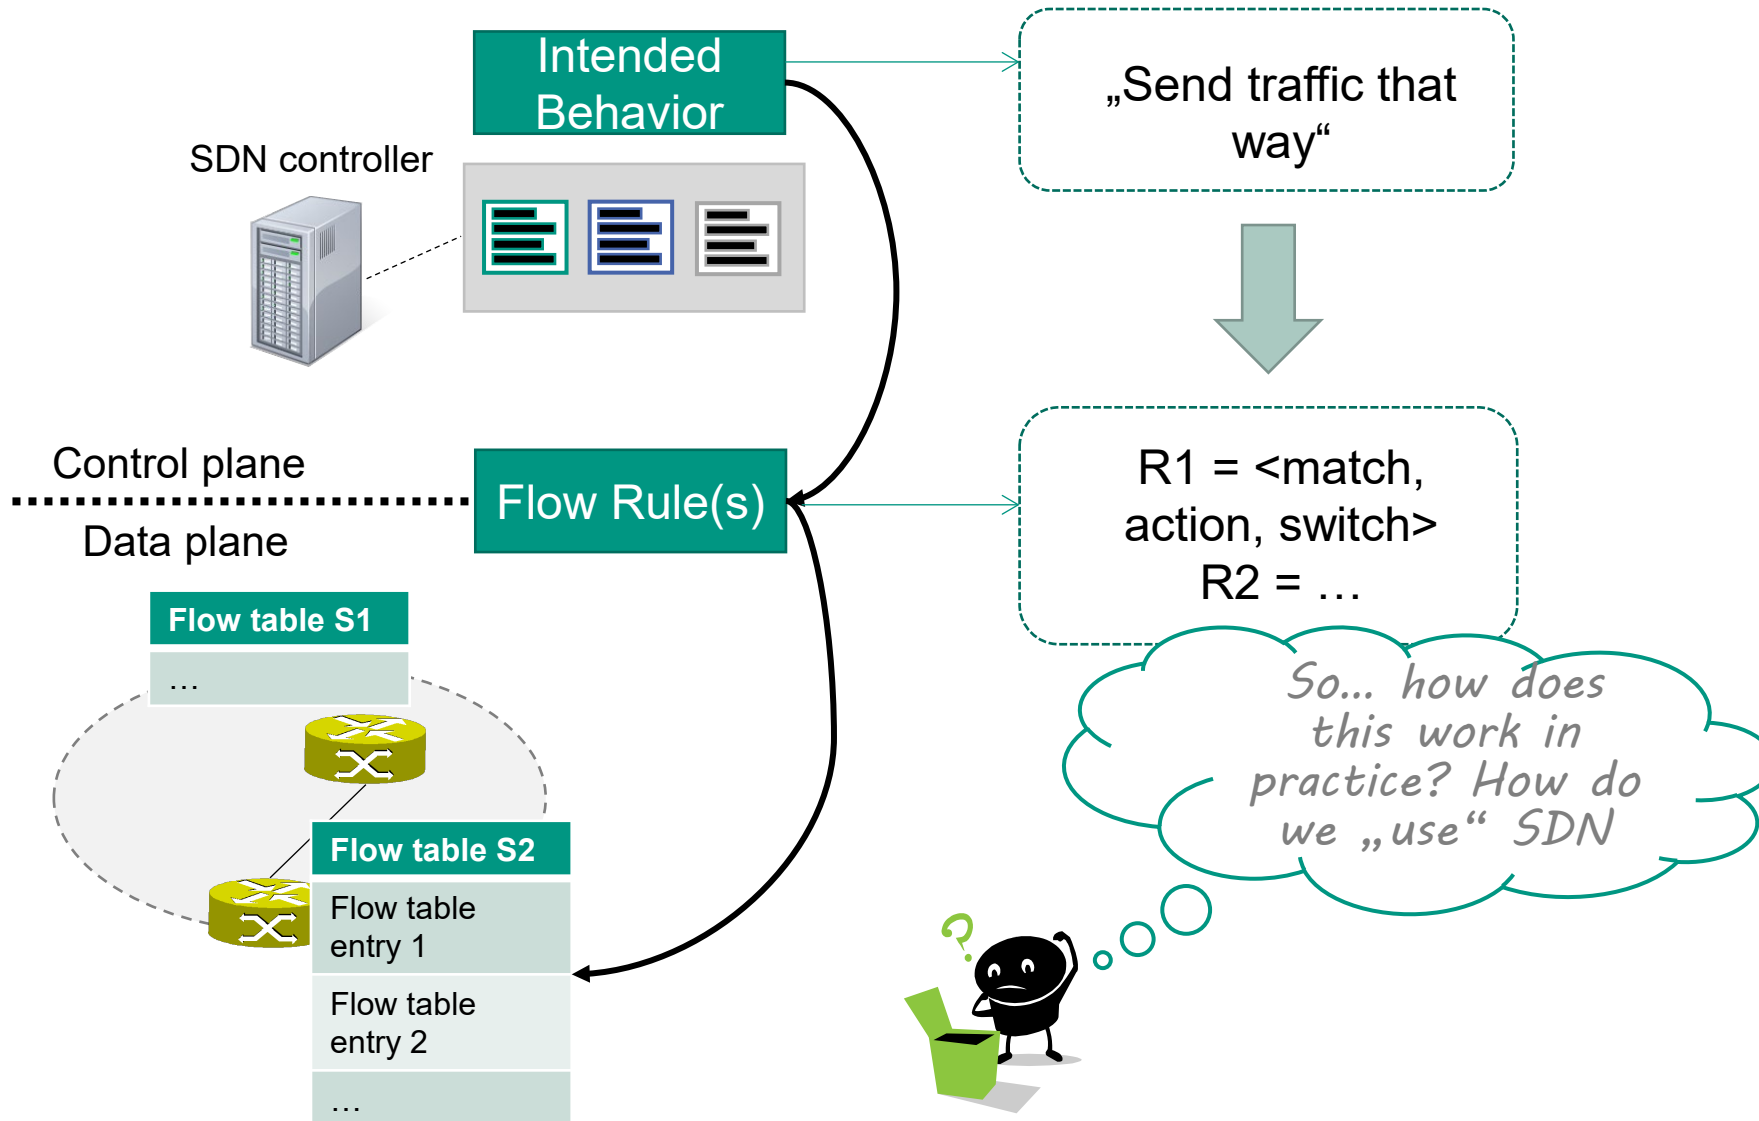 Intended
Behavior
„Send traffic that
way“
SDN controller
Control plane
Data plane
Flow Rule(s)
R1 = <match,
action, switch>
R2 = …
Flow table S1
…
Flow table S2
Flow table
entry 1
Flow table
entry 2
…
So... how does
this work in
practice? How do
we „use“ SDN
?